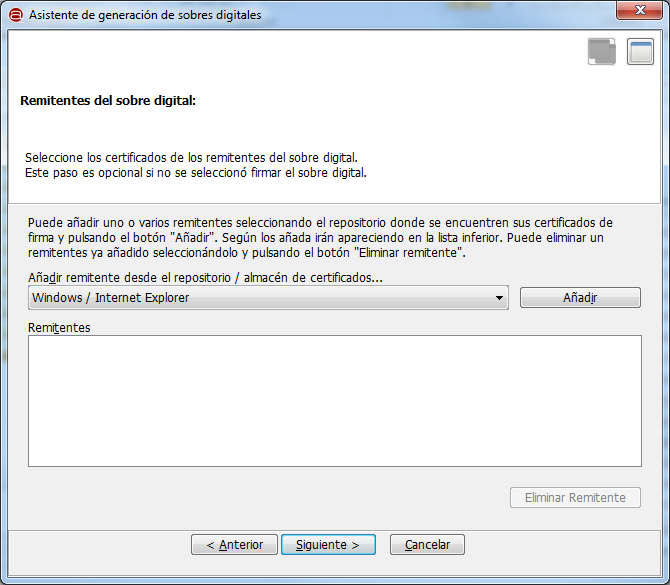 Asistente de generación de sobres digitales
Remitentes del sobre digital:
Seleccione los certificados de los remitentes del sobre digital.
Este paso es opcional si no se seleccionó firmar el sobre digital.
Puede añadir uno o varios remitentes seleccionando el repositorio donde se encuentren sus certificados de
firma y pulsando el botón "Añadir". Según los añada irán apareciendo en la lista inferior. Puede eliminar un
remitentes ya añadido seleccionándolo y pulsando el botón "Eliminar remitente".
Añadir remitente desde el repositorio / almacén de certificados...
Windows / Internet Explorer
Añadir
Remitentes
Eliminar Remitente
< Anterior
Siguiente >
Cancelar